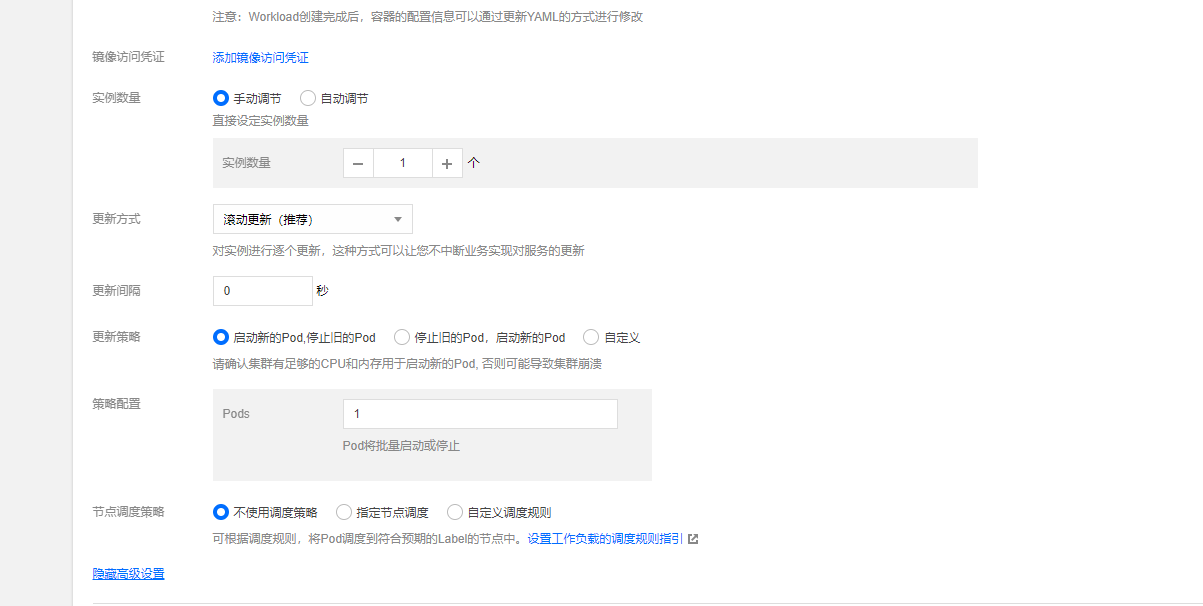 注意：Workload创建完成后，容器的配置信息可以通过更新YAML的方式进行修改
镜像访问凭证 添加镜像访问凭证
实例数量 手动调节 自动调节
直接设定实例数量
实例数量 1 个
更新方式 滚动更新（推荐）
对实例进行逐个更新，这种方式可以让您不中断业务实现对服务的更新
更新间隔 0 秒
更新策略 启动新的Pod,停止旧的Pod 停止旧的Pod，启动新的Pod 自定义
请确认集群有足够的CPU和内存用于启动新的Pod, 否则可能导致集群崩溃
策略配置 Pods 1
Pod将批量启动或停止
节点调度策略 不使用调度策略 指定节点调度 自定义调度规则
可根据调度规则，将Pod调度到符合预期的Label的节点中。设置工作负载的调度规则指引
隐藏高级设置